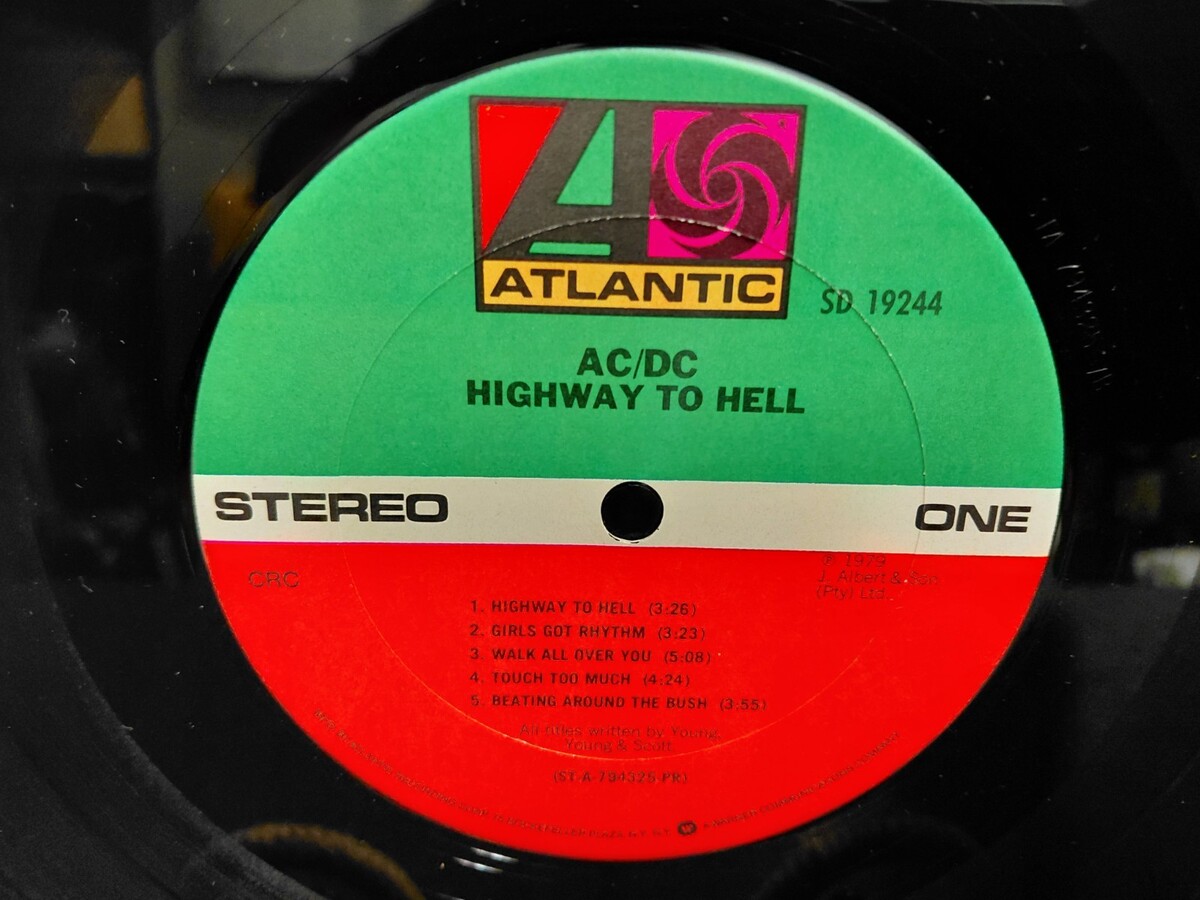 ATLANTIC
SD 19244
AC/DC
HIGHWAY TO HELL
STEREO
ONE
CRC
℗ 1979
J. Albert & Son
(Pty) Ltd.
1. HIGHWAY TO HELL (3:26)
2. GIRLS GOT RHYTHM (3:23)
3. WALK ALL OVER YOU (5:08)
4. TOUCH TOO MUCH (4:24)
5. BEATING AROUND THE BUSH (3:55)
All titles written by Young,
Young & Scott
(ST-A-794325-PR)